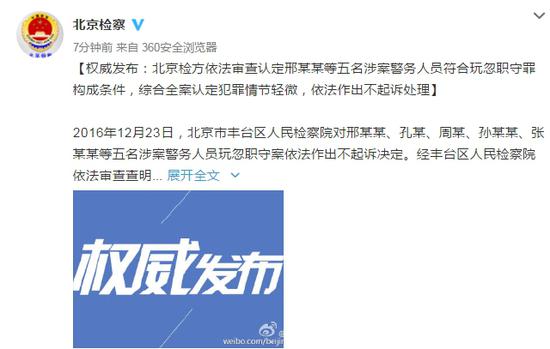 北京检察
7分钟前 来自 360安全浏览器
【权威发布：北京检方依法审查认定邢某某等五名涉案警务人员符合玩忽职守罪
构成条件，综合全案认定犯罪情节轻微，依法作出不起诉处理】
2016年12月23日，北京市丰台区人民检察院对邢某某、孔某、周某、孙某某、张
某某等五名涉案警务人员玩忽职守案依法作出不起诉决定。经丰台区人民检察院
依法审查查明... 展开全文
权威发布
weibo.com/beijin